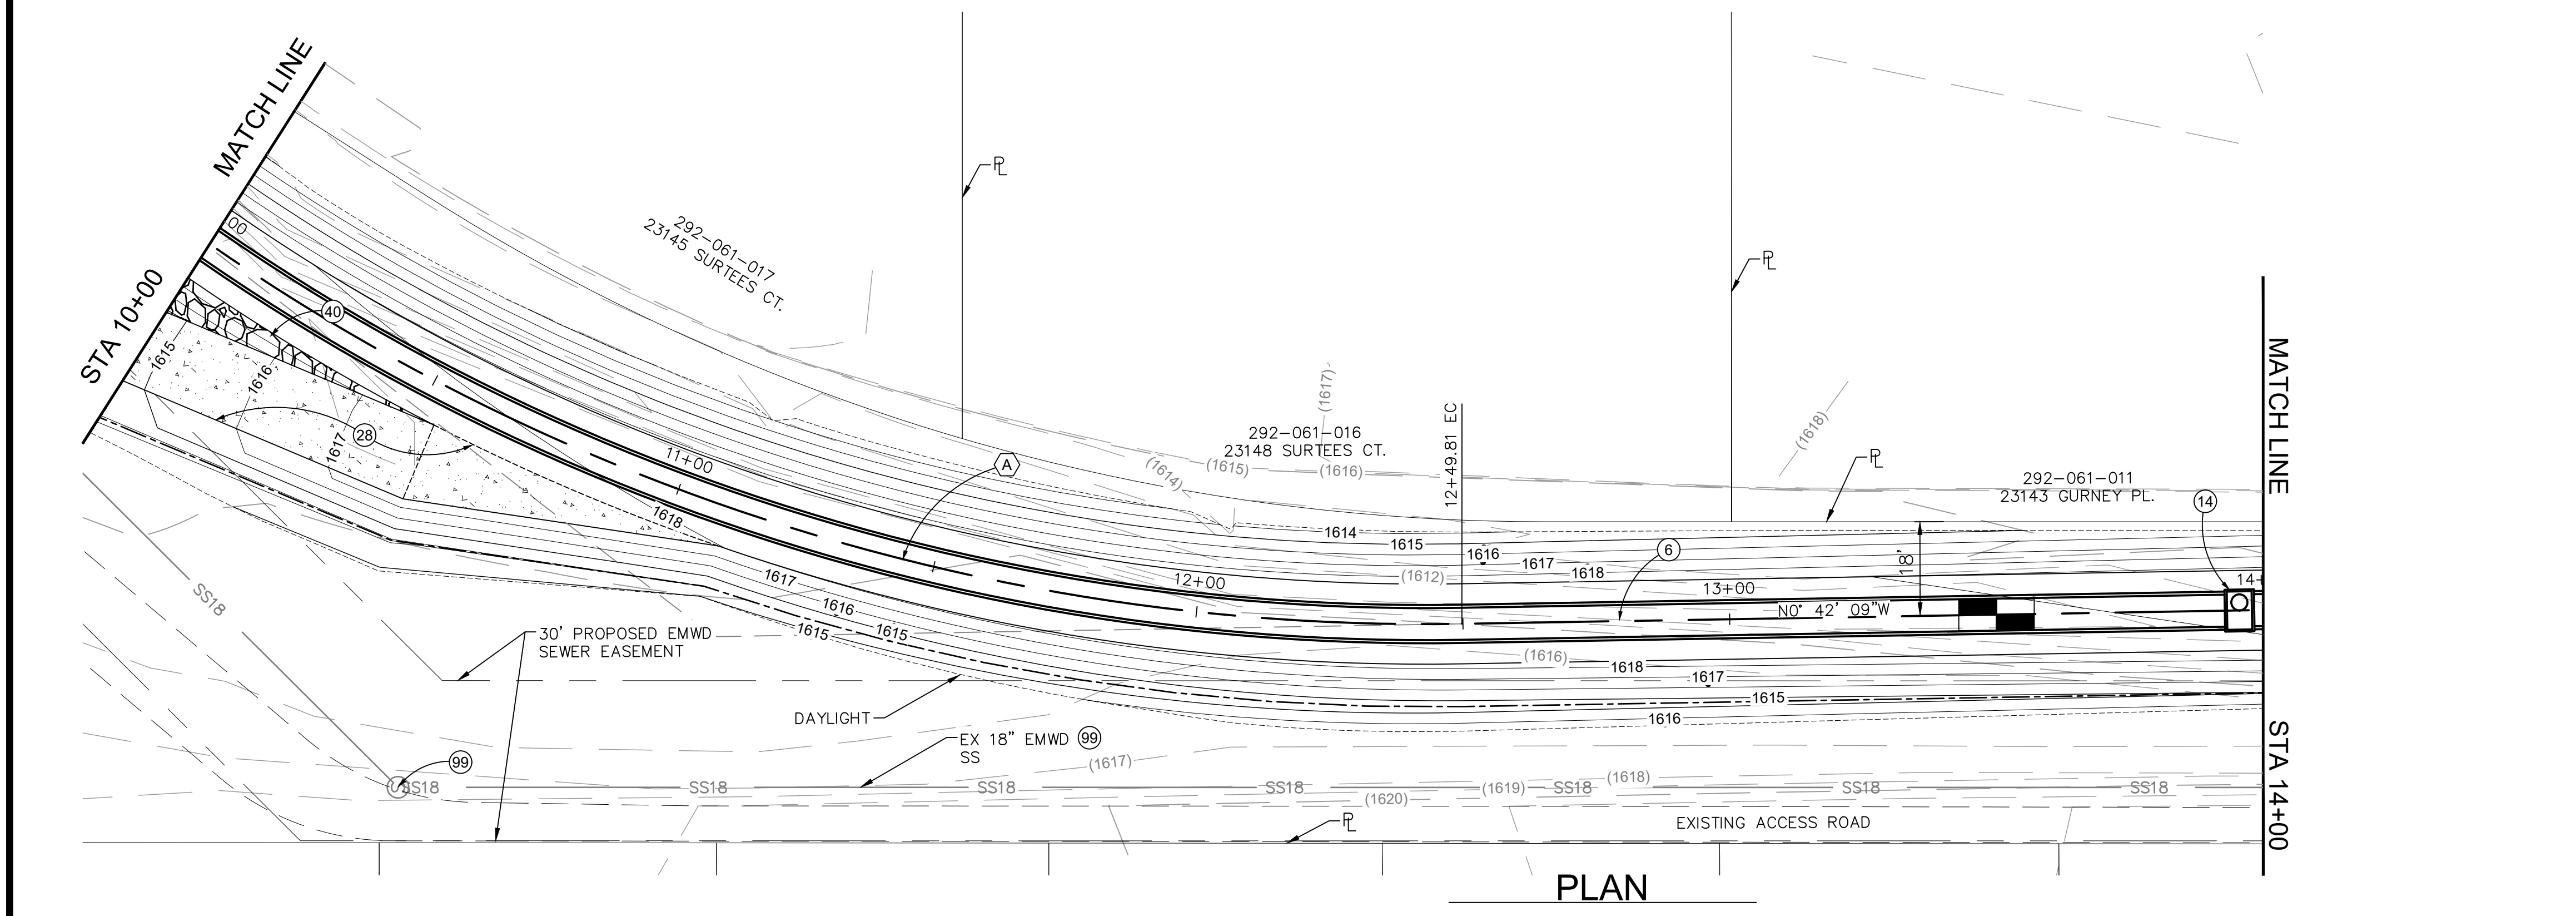 MATCH LINE
STA 10+00
00
40
1615
1616
1617
28
292-061-017
23145 SURTEES CT.
PL
PL
11+00
1618
A
SS18
30' PROPOSED EMWD
SEWER EASEMENT
1617
1616
1615
1615
DAYLIGHT
EX 18" EMWD 99
SS
99
(1617)
292-061-016
23148 SURTEES CT.
(1614)
(1615)
(1616)
12+49.81 EC
(1618)
PL
292-061-011
23143 GURNEY PL.
14
1614
1615
1616
1617
1618
6
18'
(1612)
12+00
13+00
14+
N0° 42' 09"W
(1616)
1618
1617
1615
1616
(1617)
(1618)
(1619)
(1620)
SS18
SS18
SS18
SS18
SS18
SS18
SS18
PL
EXISTING ACCESS ROAD
MATCH LINE
STA 14+00
PLAN